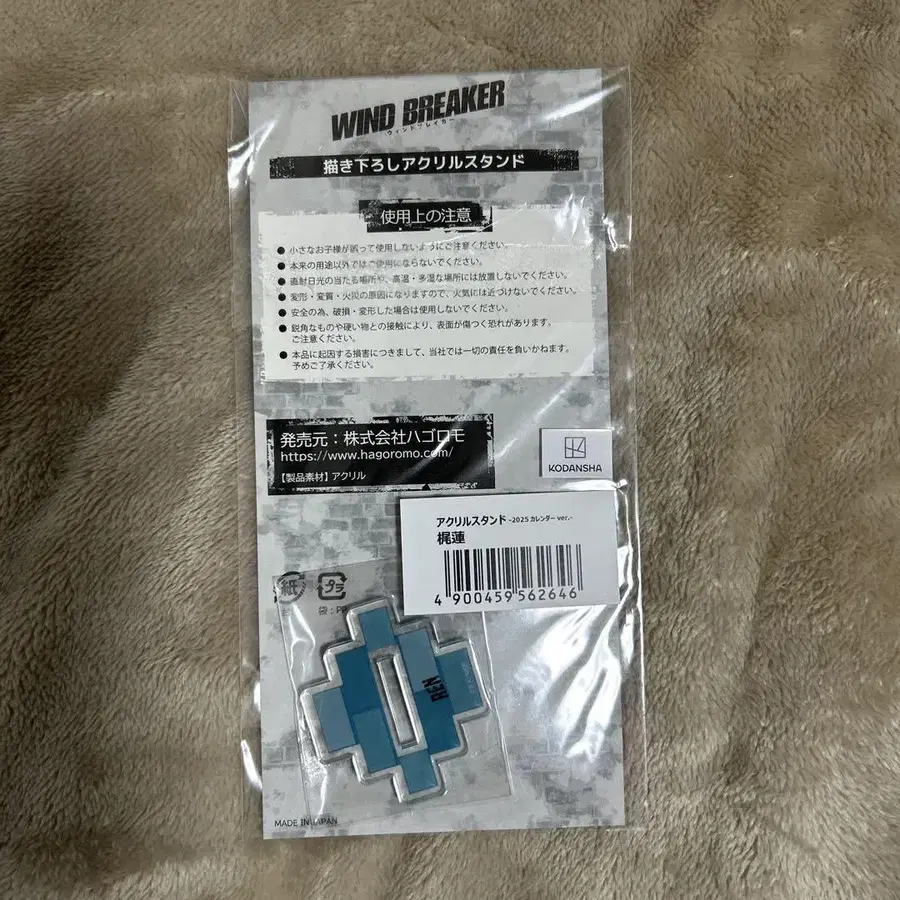 WIND BREAKER
ウィンドブレイカー
描き下ろしアクリルスタンド
使用上の注意
● 小さなお子様が誤って使用しないようにご注意ください。
● 本来の用途以外ではご使用にならないでください。
● 直射日光の当たる場所や、高温・多湿な場所には放置しないでください。
● 変形・変質・火災の原因になりますので、火気には近づけないでください。
● 安全の為、破損・変形した場合は使用しないでください。
● 鋭角なものや硬い物との接触により、表面が傷つく恐れがあります。
ご注意ください。
● 本品に起因する損害につきまして、当社では一切の責任を負いかねます。
予めご了承ください。
発売元：株式会社ハゴロモ
https://www.hagoromo.com/
【製品素材】アクリル
KODANSHA
アクリルスタンド -2025 カレンダー ver.-
梶蓮
4 900459 562646
紙
プラ
袋：PP
REN
MADE IN JAPAN